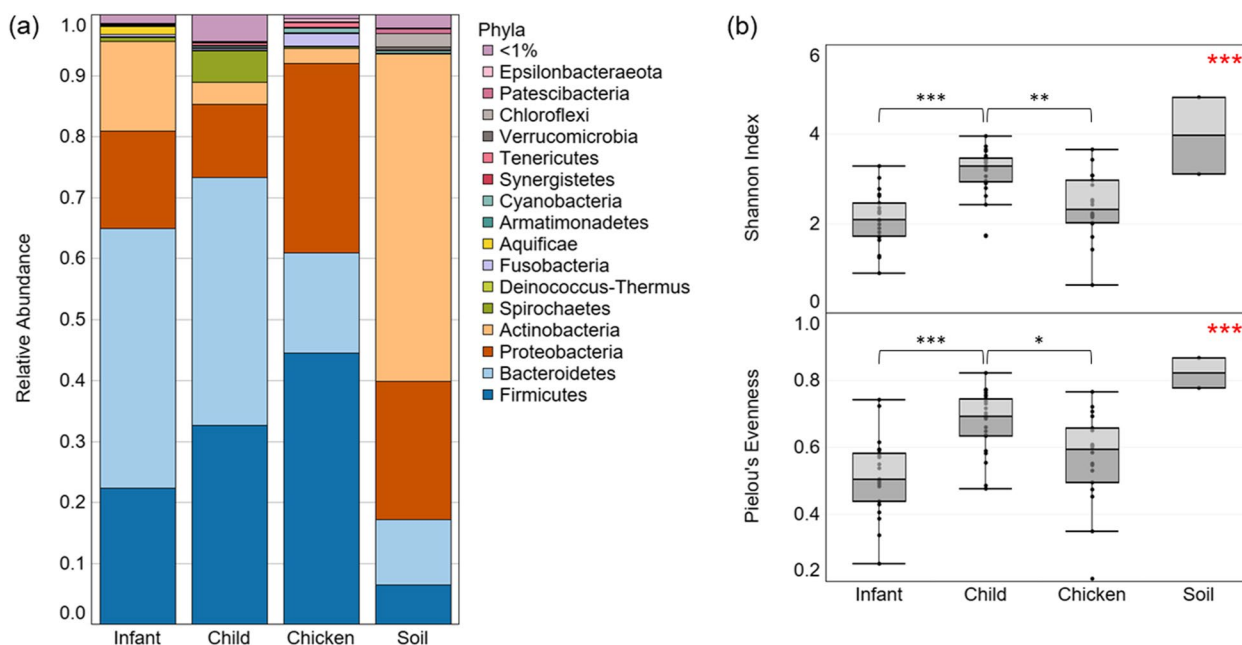 (a)
Relative Abundance
1.0
0.9
0.8
0.7
0.6
0.5
0.4
0.3
0.2
0.1
0.0
Infant Child Chicken Soil
Phyla
<1%
Epsilonbacteraeota
Patescibacteria
Chloroflexi
Verrucomicrobia
Tenericutes
Synergistetes
Cyanobacteria
Armatimonadetes
Aquificae
Fusobacteria
Deinococcus-Thermus
Spirochaetes
Actinobacteria
Proteobacteria
Bacteroidetes
Firmicutes
(b)
Shannon Index
6
4
2
0
*** ** ***
Pielou's Evenness
1.0
0.8
0.6
0.4
0.2
*** * ***
Infant Child Chicken Soil